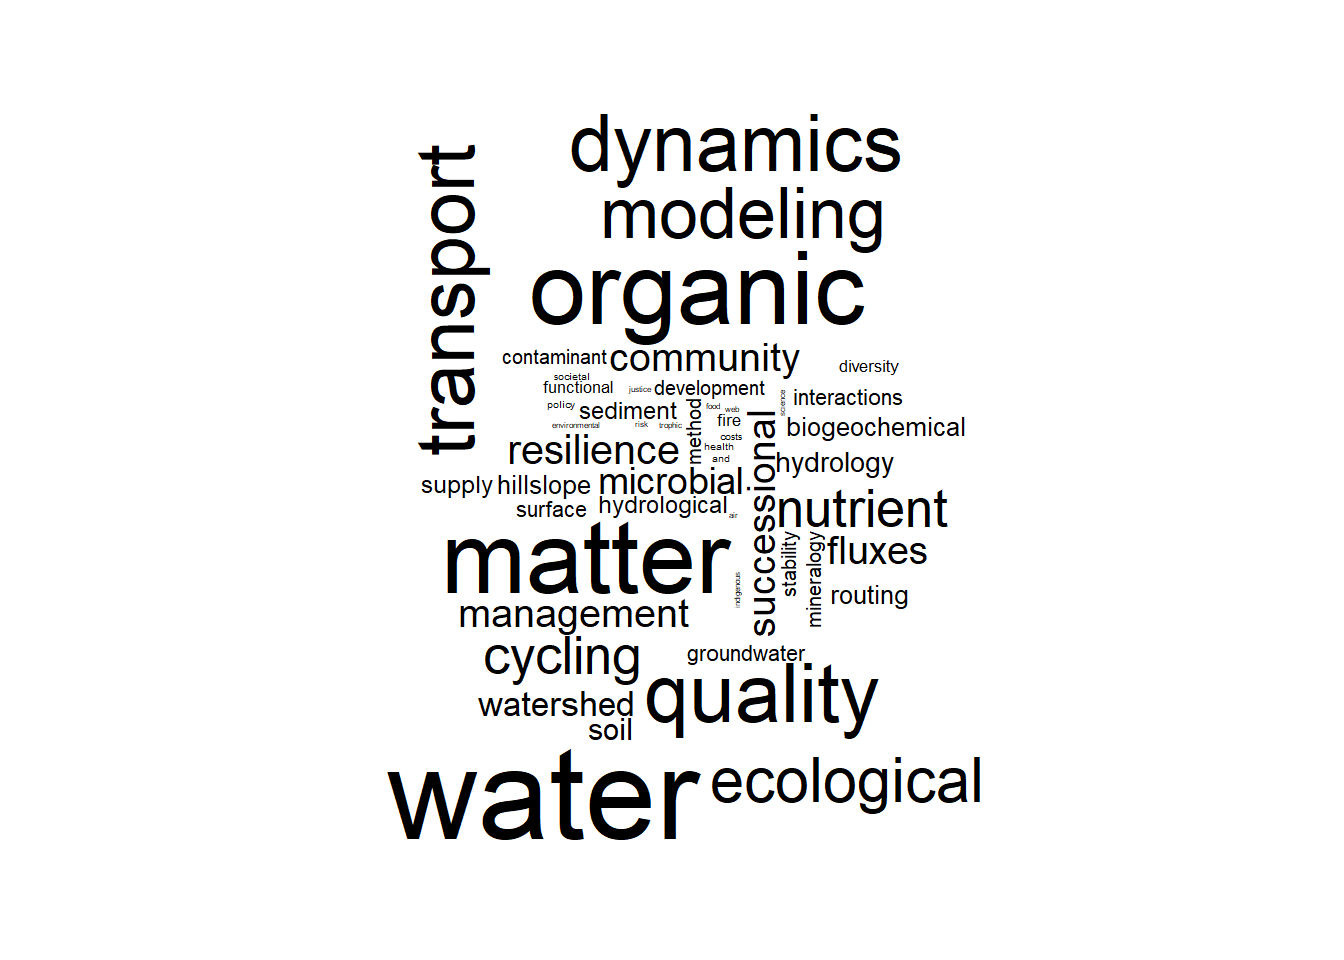 dynamics
transport
modeling
organic
contaminant
community
diversity
societal
functional
justice
development
science
interactions
policy
sediment
method
food
web
fire
successional
biogeochemical
environmental
risk
trophic
costs
resilience
health
and
hydrology
supply
hillslope
microbial
nutrient
surface
hydrological
air
matter
indigenous
stability
mineralogy
fluxes
management
routing
cycling
groundwater
watershed
quality
soil
water
ecological